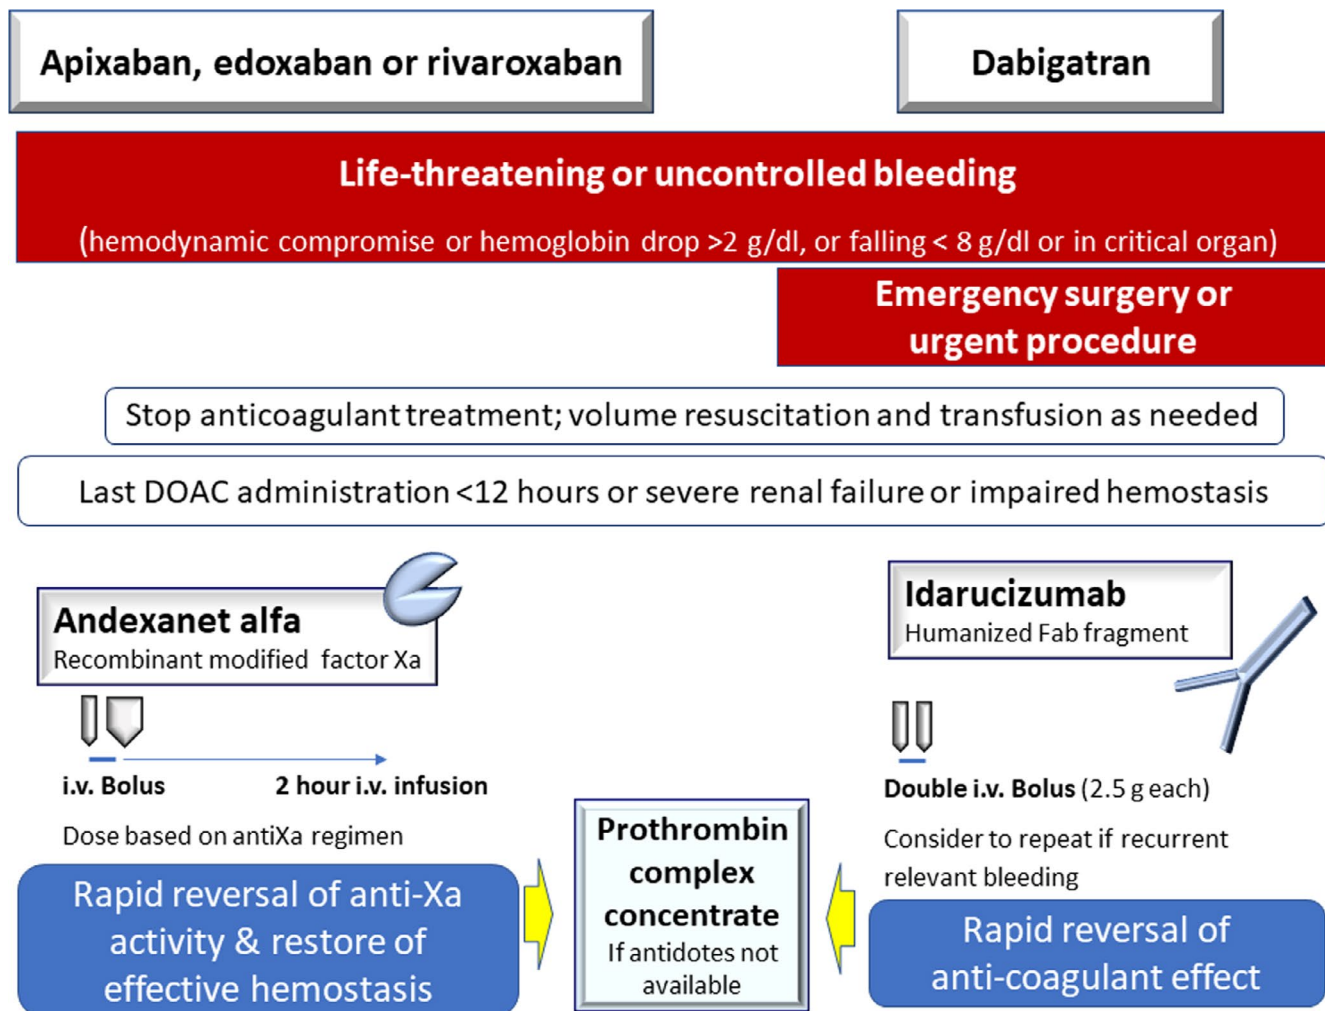 Apixaban, edoxaban or rivaroxaban
Dabigatran
Life-threatening or uncontrolled bleeding
(hemodynamic compromise or hemoglobin drop >2 g/dl, or falling < 8 g/dl or in critical organ)
Emergency surgery or
urgent procedure
Stop anticoagulant treatment; volume resuscitation and transfusion as needed
Last DOAC administration <12 hours or severe renal failure or impaired hemostasis
Andexanet alfa
Recombinant modified factor Xa
i.v. Bolus
2 hour i.v. infusion
Dose based on antiXa regimen
Rapid reversal of anti-Xa
activity & restore of
effective hemostasis
Prothrombin
complex
concentrate
If antidotes not
available
Idarucizumab
Humanized Fab fragment
Double i.v. Bolus (2.5 g each)
Consider to repeat if recurrent
relevant bleeding
Rapid reversal of
anti-coagulant effect